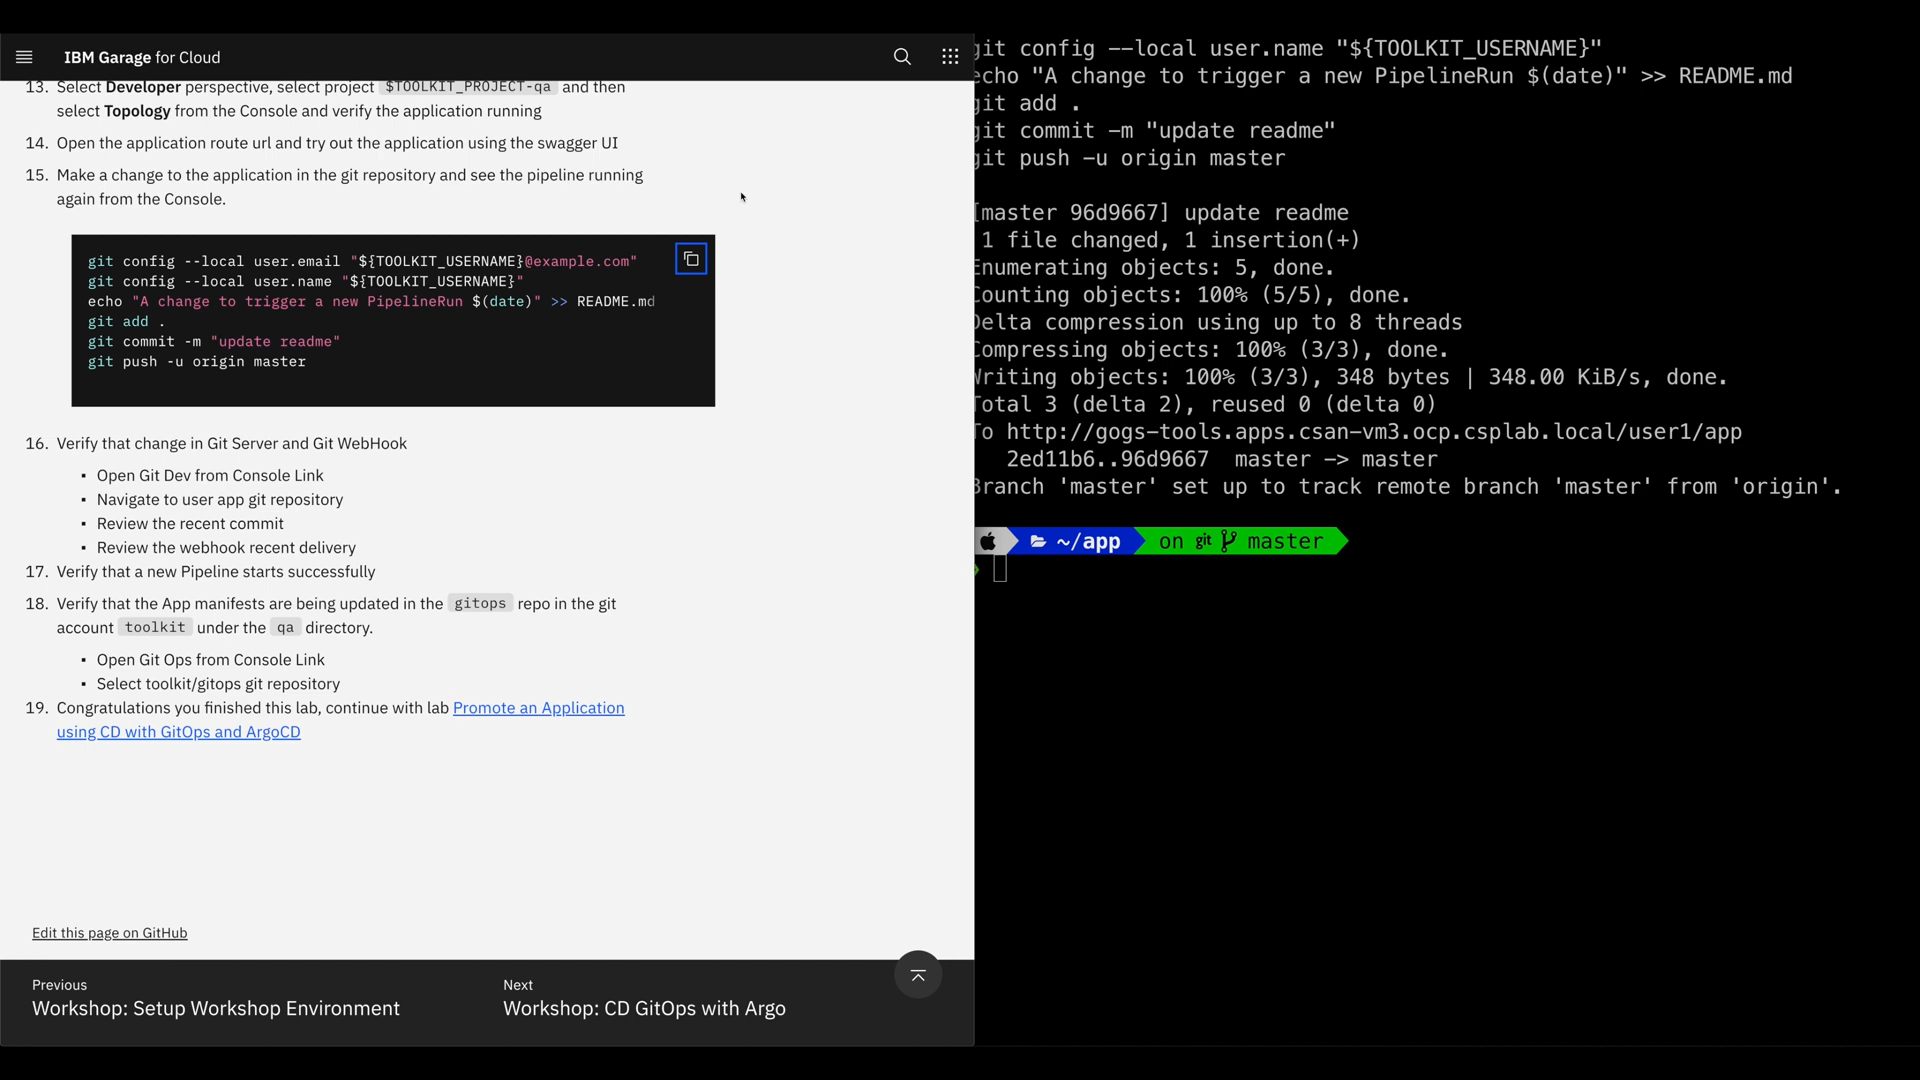 IBM Garage for Cloud
13. Select Developer perspective, select project $TOOLKIT_PROJECT-qa and then
select Topology from the Console and verify the application running
14. Open the application route url and try out the application using the swagger UI
15. Make a change to the application in the git repository and see the pipeline running
again from the Console.
git config --local user.email "${TOOLKIT_USERNAME}@example.com"
git config --local user.name "${TOOLKIT_USERNAME}"
echo "A change to trigger a new PipelineRun $(date)" >> README.md
git add .
git commit -m "update readme"
git push -u origin master
16. Verify that change in Git Server and Git WebHook
▪ Open Git Dev from Console Link
▪ Navigate to user app git repository
▪ Review the recent commit
▪ Review the webhook recent delivery
17. Verify that a new Pipeline starts successfully
18. Verify that the App manifests are being updated in the gitops repo in the git
account toolkit under the qa directory.
▪ Open Git Ops from Console Link
▪ Select toolkit/gitops git repository
19. Congratulations you finished this lab, continue with lab Promote an Application
using CD with GitOps and ArgoCD
Edit this page on GitHub
Previous
Workshop: Setup Workshop Environment
Next
Workshop: CD GitOps with Argo
git config --local user.name "${TOOLKIT_USERNAME}"
echo "A change to trigger a new PipelineRun $(date)" >> README.md
git add .
git commit -m "update readme"
git push -u origin master
[master 96d9667] update readme
1 file changed, 1 insertion(+)
Enumerating objects: 5, done.
Counting objects: 100% (5/5), done.
Delta compression using up to 8 threads
Compressing objects: 100% (3/3), done.
Writing objects: 100% (3/3), 348 bytes | 348.00 KiB/s, done.
Total 3 (delta 2), reused 0 (delta 0)
To http://gogs-tools.apps.csan-vm3.ocp.csplab.local/user1/app
2ed11b6..96d9667  master -> master
Branch 'master' set up to track remote branch 'master' from 'origin'.
~/app on git master